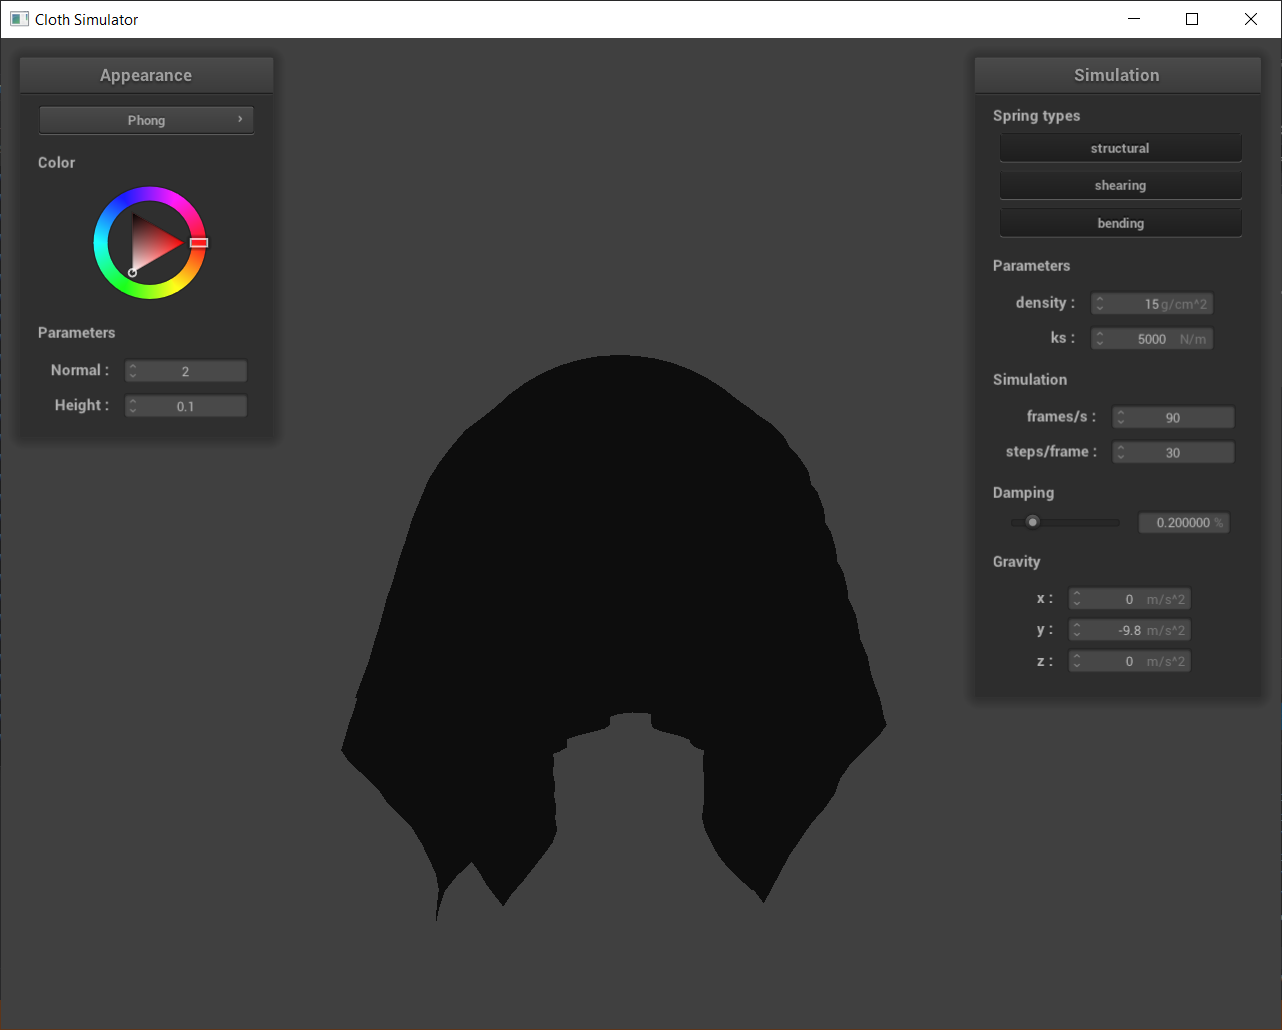 Cloth Simulator
Appearance
Phong
Color
Parameters
Normal : 2
Height : 0.1
Simulation
Spring types
structural
shearing
bending
Parameters
density : 15 g/cm^2
ks : 5000 N/m
Simulation
frames/s : 90
steps/frame : 30
Damping
0.200000 %
Gravity
x : 0 m/s^2
y : -9.8 m/s^2
z : 0 m/s^2